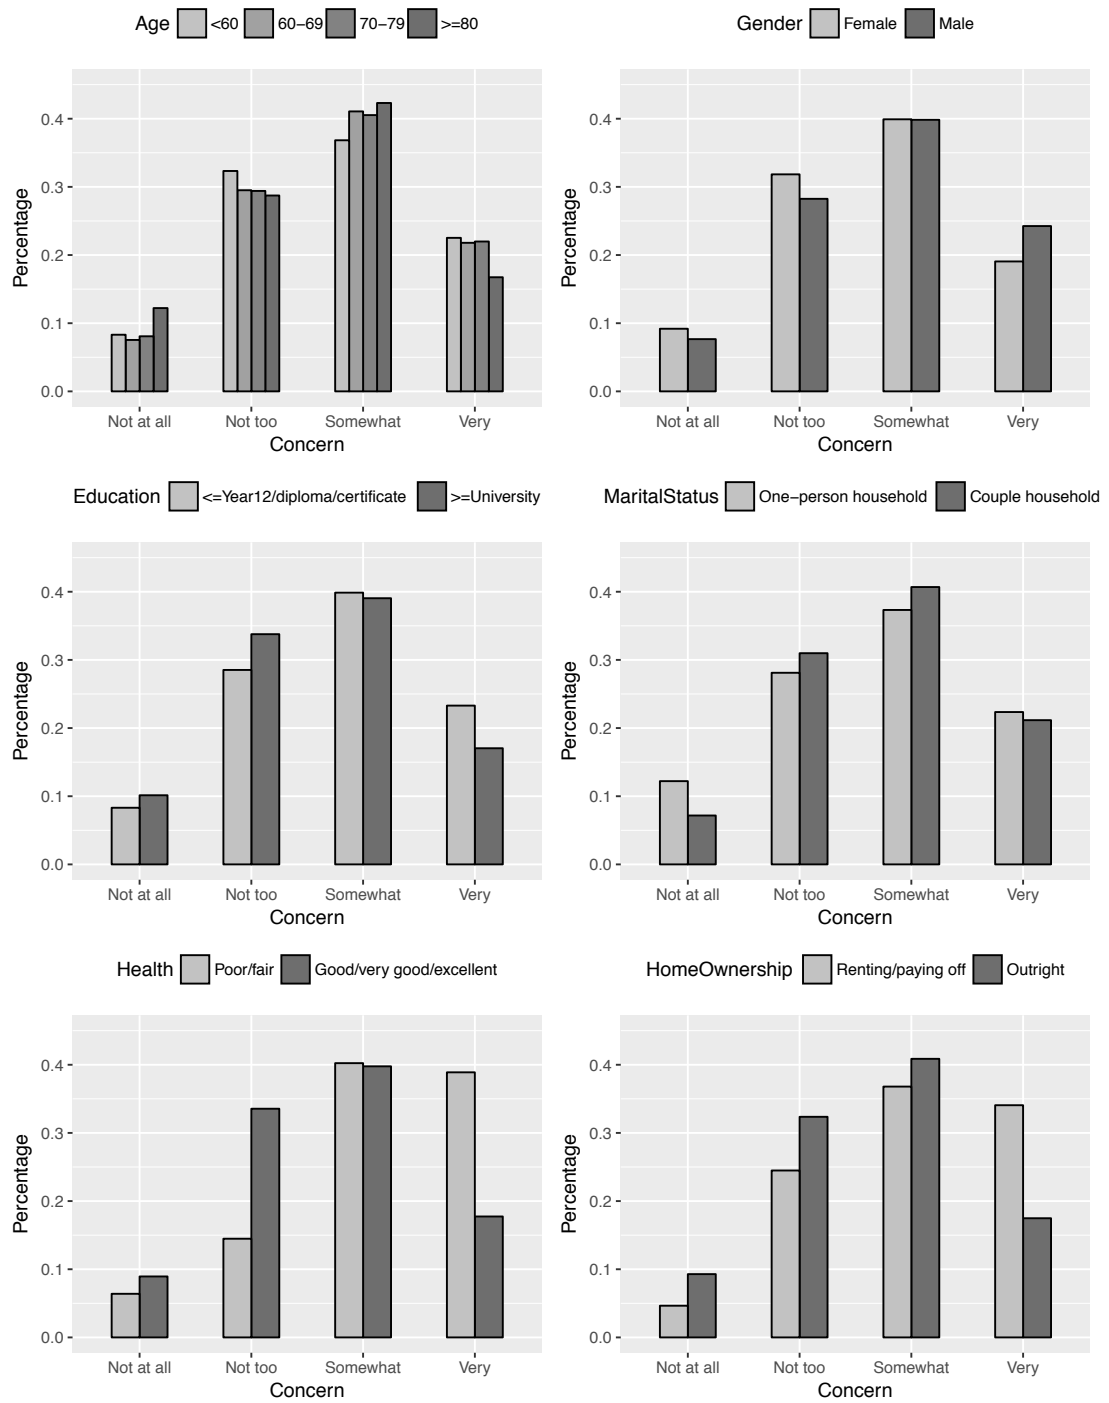 Age <60 60−69 70−79 >=80
Percentage
0.4
0.3
0.2
0.1
0.0
Not at all Not too Somewhat Very
Concern
Gender Female Male
Percentage
0.4
0.3
0.2
0.1
0.0
Not at all Not too Somewhat Very
Concern
Education <=Year12/diploma/certificate >=University
Percentage
0.4
0.3
0.2
0.1
0.0
Not at all Not too Somewhat Very
Concern
MaritalStatus One−person household Couple household
Percentage
0.4
0.3
0.2
0.1
0.0
Not at all Not too Somewhat Very
Concern
Health Poor/fair Good/very good/excellent
Percentage
0.4
0.3
0.2
0.1
0.0
Not at all Not too Somewhat Very
Concern
HomeOwnership Renting/paying off Outright
Percentage
0.4
0.3
0.2
0.1
0.0
Not at all Not too Somewhat Very
Concern